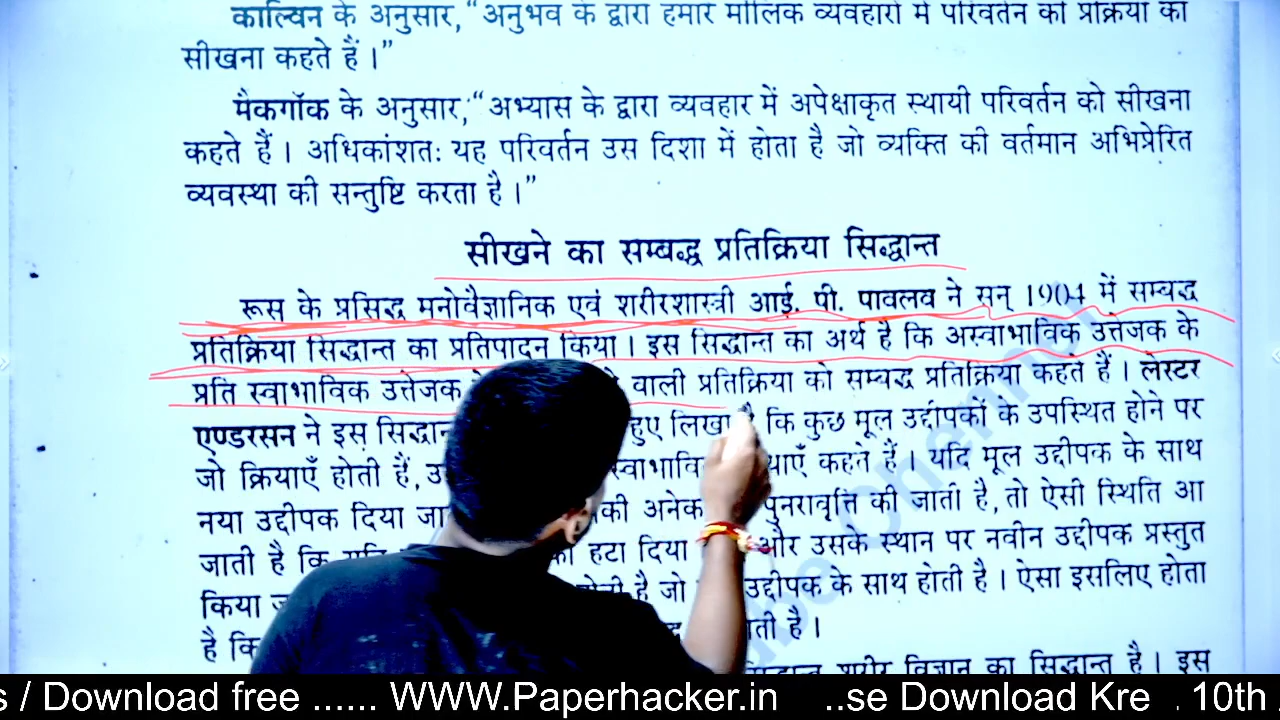 काल्विन के अनुसार, “अनुभव के द्वारा हमारे मौलिक व्यवहारों में परिवर्तन की प्रक्रिया को
सीखना कहते हैं।”
मैकगॉक के अनुसार, “अभ्यास के द्वारा व्यवहार में अपेक्षाकृत स्थायी परिवर्तन को सीखना
कहते हैं। अधिकांशतः यह परिवर्तन उस दिशा में होता है जो व्यक्ति की वर्तमान अभिप्रेरित
व्यवस्था की सन्तुष्टि करता है।”
सीखने का सम्बद्ध प्रतिक्रिया सिद्धान्त
रूस के प्रसिद्ध मनोवैज्ञानिक एवं शरीरशास्त्री आई. पी. पावलव ने सन् 1904 में सम्बद्ध
प्रतिक्रिया सिद्धान्त का प्रतिपादन किया। इस सिद्धान्त का अर्थ है कि अस्वाभाविक उत्तेजक के
प्रति स्वाभाविक उत्तेजक वाली प्रतिक्रिया को सम्बद्ध प्रतिक्रिया कहते हैं। लेस्टर
एण्डरसन ने इस हुए लिखा है कि कुछ मूल उद्दीपकों के उपस्थित होने पर
जो क्रियाएँ होती हैं, कहते हैं। यदि मूल उद्दीपक के साथ
नया उद्दीपक दिया अनेक पुनरावृत्ति की जाती है, तो ऐसी स्थिति आ
जाती है कि हटा दिया और उसके स्थान पर नवीन उद्दीपक प्रस्तुत
किया है जो उद्दीपक के साथ होती है। ऐसा इसलिए होता
है कि है।
शरीर विज्ञान का सिद्धान्त है। इस
s / Download free ...... WWW.Paperhacker.in ..se Download Kre . 10th